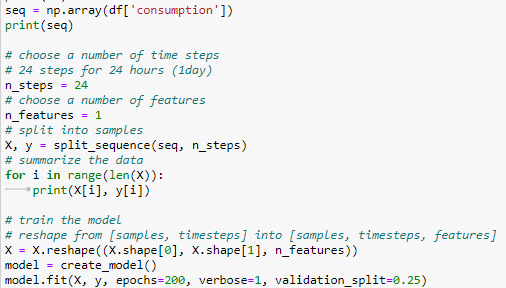 seq = np.array(df['consumption'])
print(seq)
# choose a number of time steps
# 24 steps for 24 hours (1day)
n_steps = 24
# choose a number of features
n_features = 1
# split into samples
X, y = split_sequence(seq, n_steps)
# summarize the data
for i in range(len(X)):
print(X[i], y[i])
# train the model
# reshape from [samples, timesteps] into [samples, timesteps, features]
X = X.reshape((X.shape[0], X.shape[1], n_features))
model = create_model()
model.fit(X, y, epochs=200, verbose=1, validation_split=0.25)